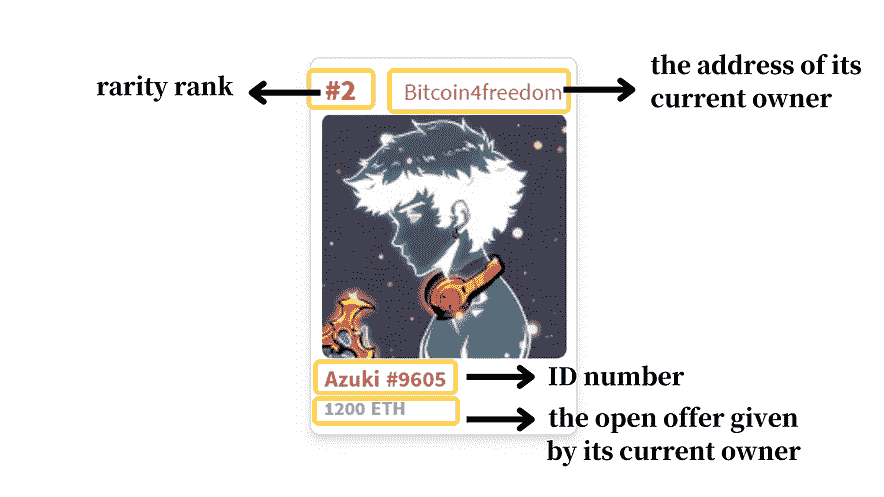 rarity rank
#2
Bitcoin4freedom
the address of its
current owner
Azuki #9605
ID number
1200 ETH
the open offer given
by its current owner